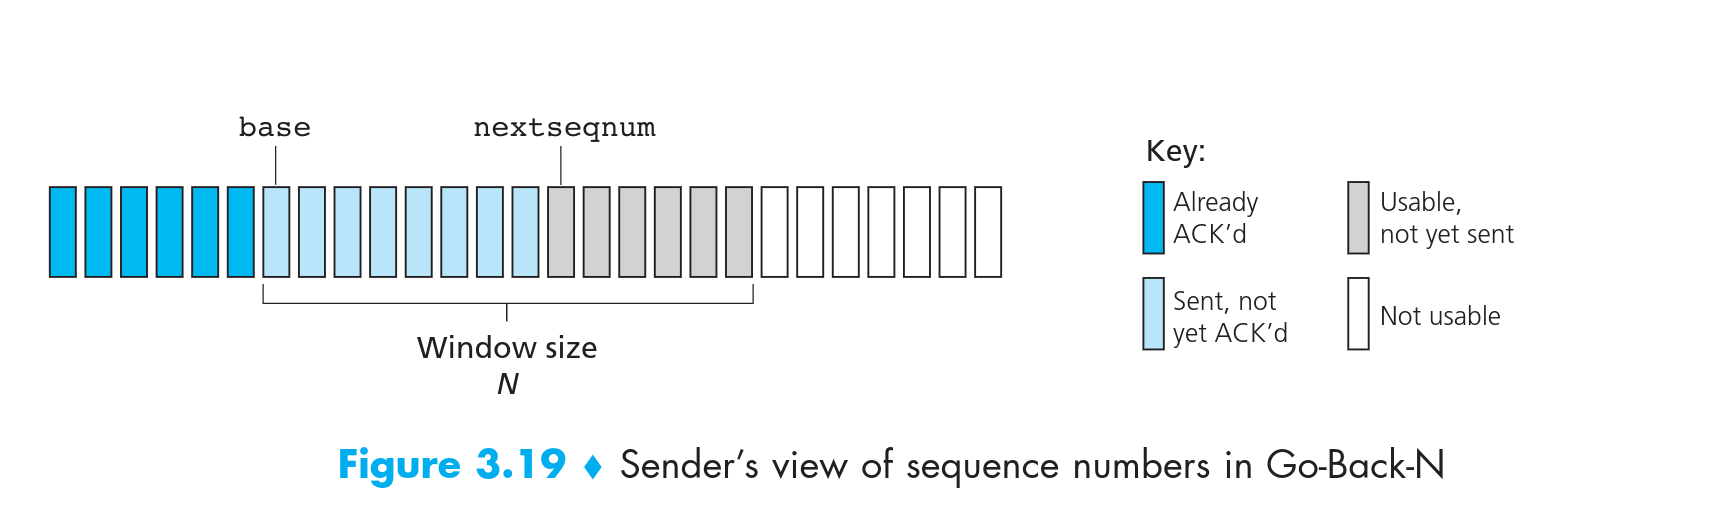 base
nextseqnum
Window size
N
Key:
Already
ACK’d
Usable,
not yet sent
Sent, not
yet ACK’d
Not usable
Figure 3.19 ♦ Sender’s view of sequence numbers in Go-Back-N